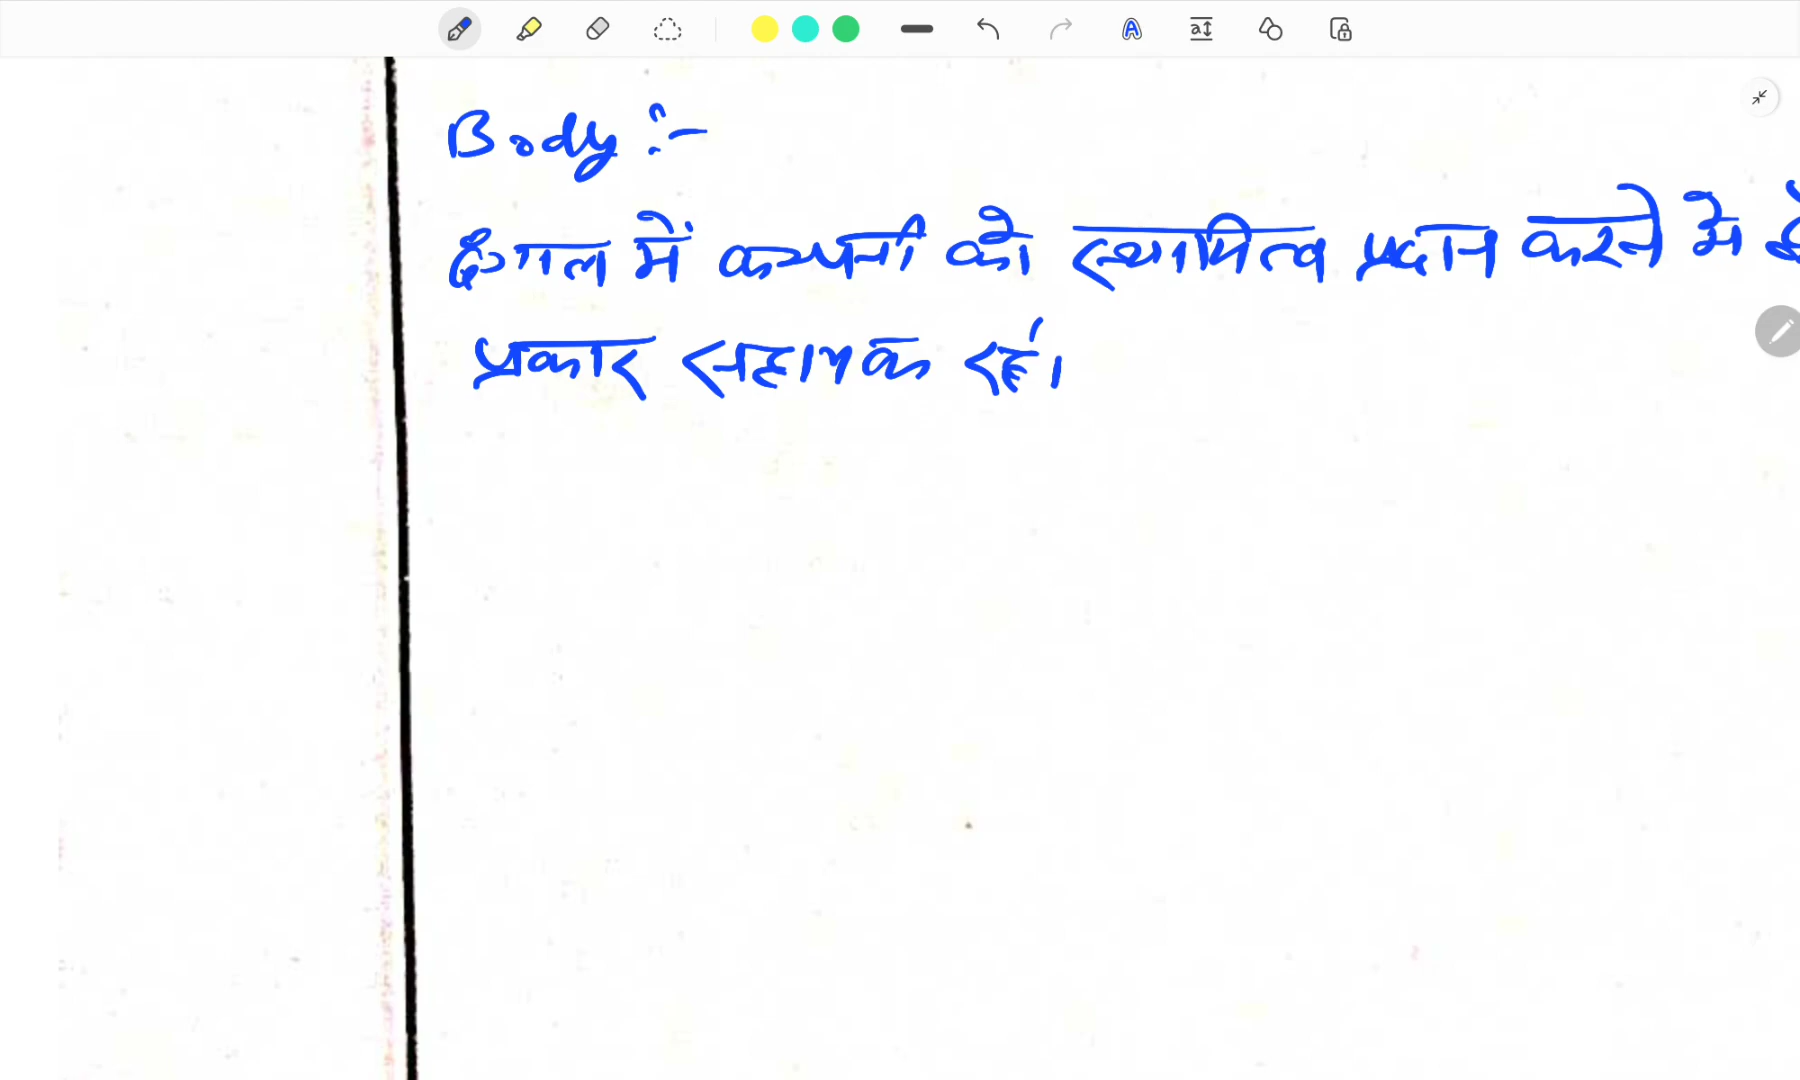 Body :-
बंगाल में कम्पनी को स्थायित्व प्रदान करने में
प्रकार सहायक रहे।